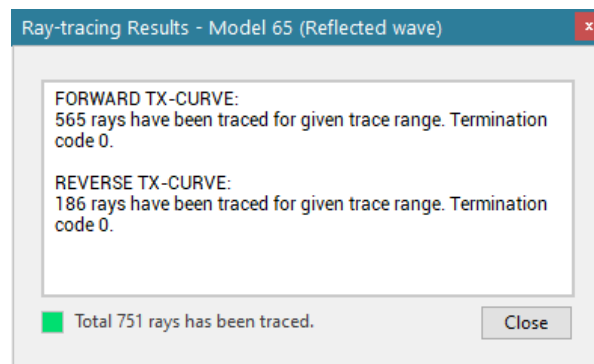 Ray-tracing Results - Model 65 (Reflected wave)
x
FORWARD TX-CURVE:
565 rays have been traced for given trace range. Termination
code 0.
REVERSE TX-CURVE:
186 rays have been traced for given trace range. Termination
code 0.
Total 751 rays has been traced.
Close